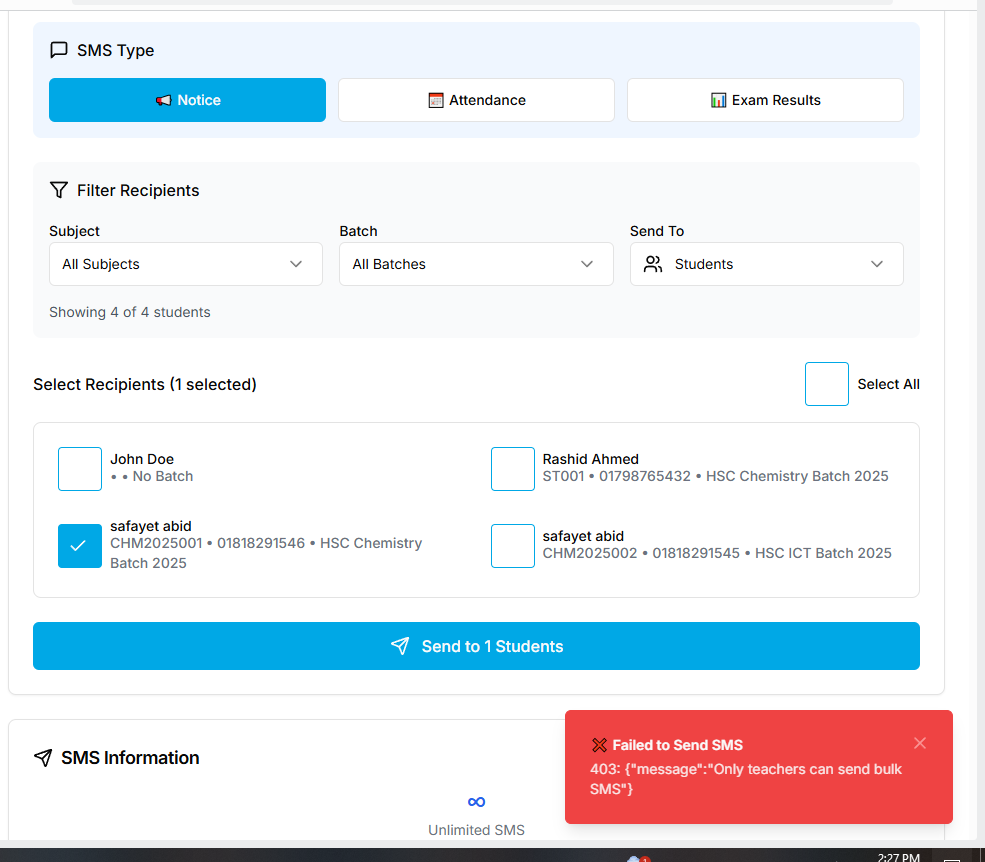 SMS Type
Notice
Attendance
Exam Results
Filter Recipients
Subject
Batch
Send To
All Subjects
All Batches
Students
Showing 4 of 4 students
Select Recipients (1 selected)
Select All
John Doe
• • No Batch
Rashid Ahmed
ST001 • 01798765432 • HSC Chemistry Batch 2025
safayet abid
CHM2025001 • 01818291546 • HSC Chemistry
Batch 2025
safayet abid
CHM2025002 • 01818291545 • HSC ICT Batch 2025
Send to 1 Students
SMS Information
∞
Unlimited SMS
Failed to Send SMS
403: {"message":"Only teachers can send bulk
SMS"}
1
2:27 PM